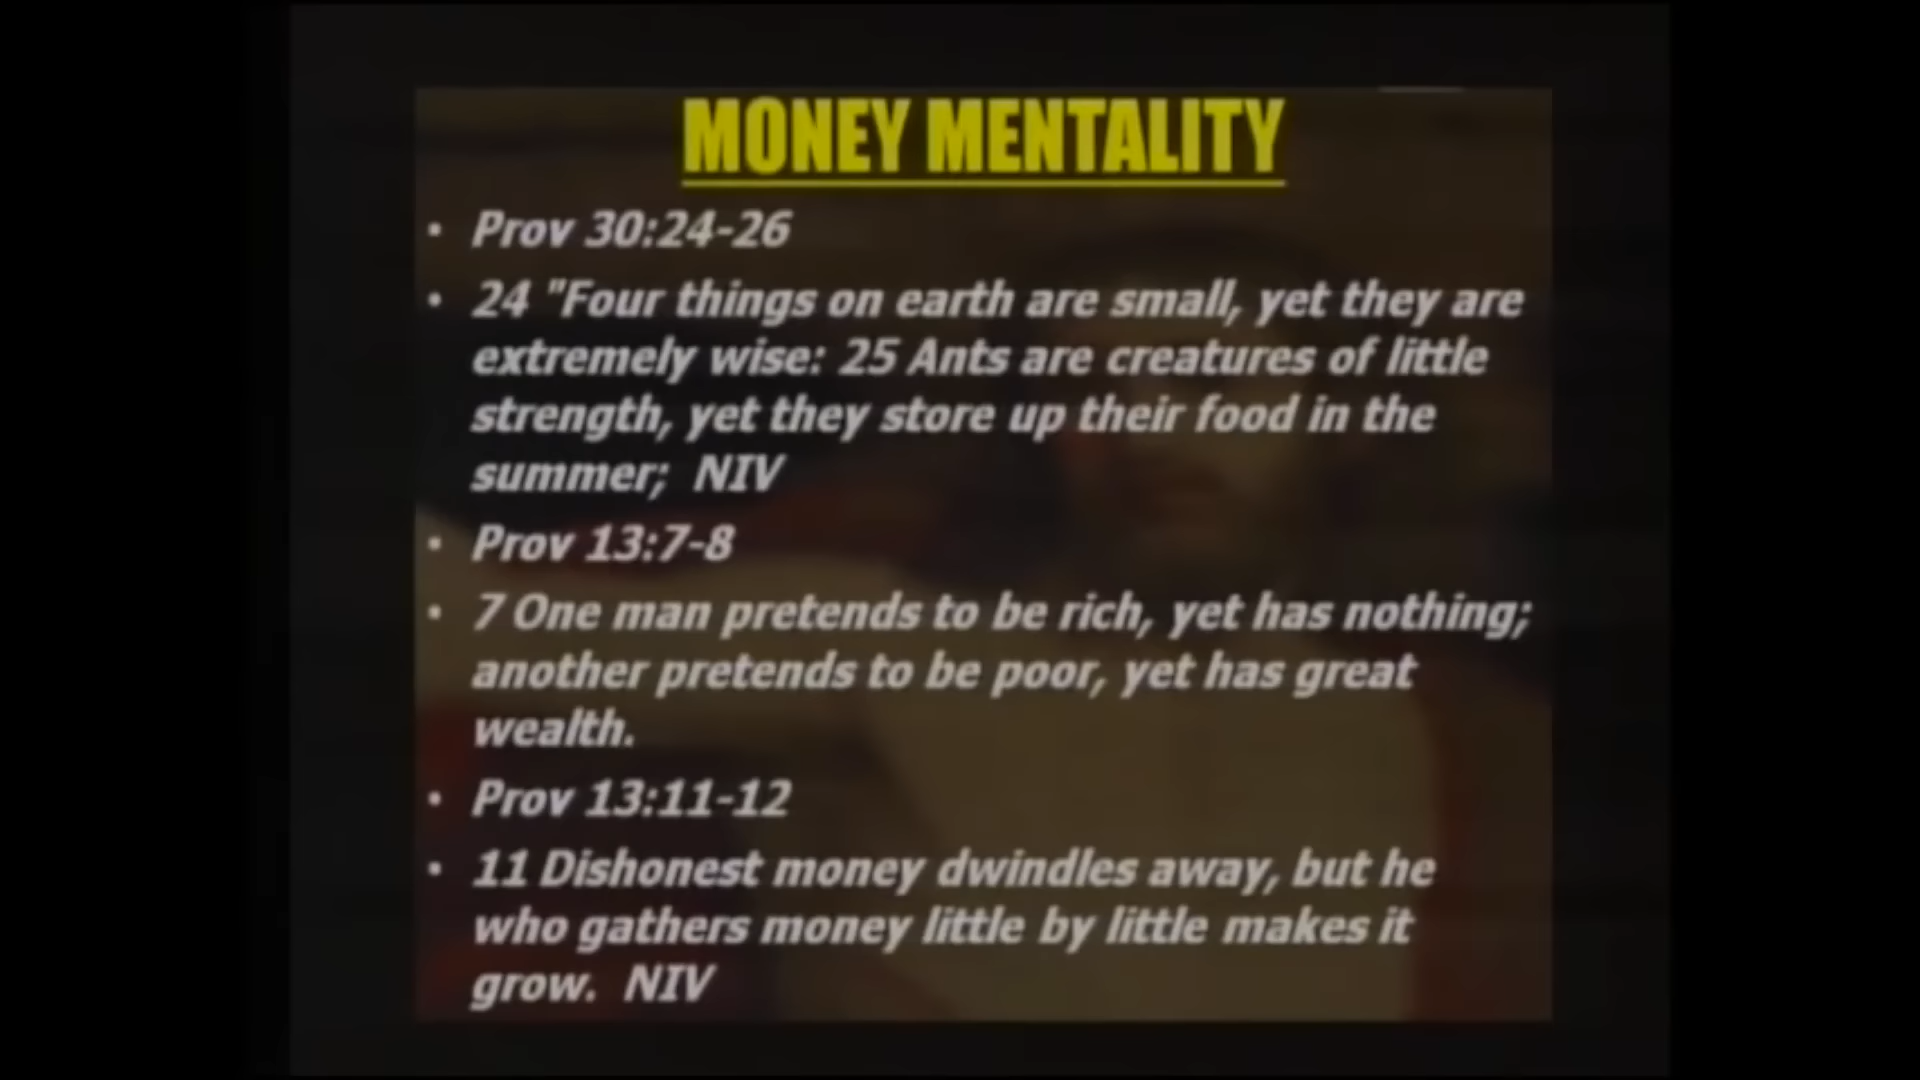 MONEY MENTALITY
• Prov 30:24-26
• 24 "Four things on earth are small, yet they are
extremely wise: 25 Ants are creatures of little
strength, yet they store up their food in the
summer;  NIV
• Prov 13:7-8
• 7 One man pretends to be rich, yet has nothing;
another pretends to be poor, yet has great
wealth.
• Prov 13:11-12
• 11 Dishonest money dwindles away, but he
who gathers money little by little makes it
grow.  NIV